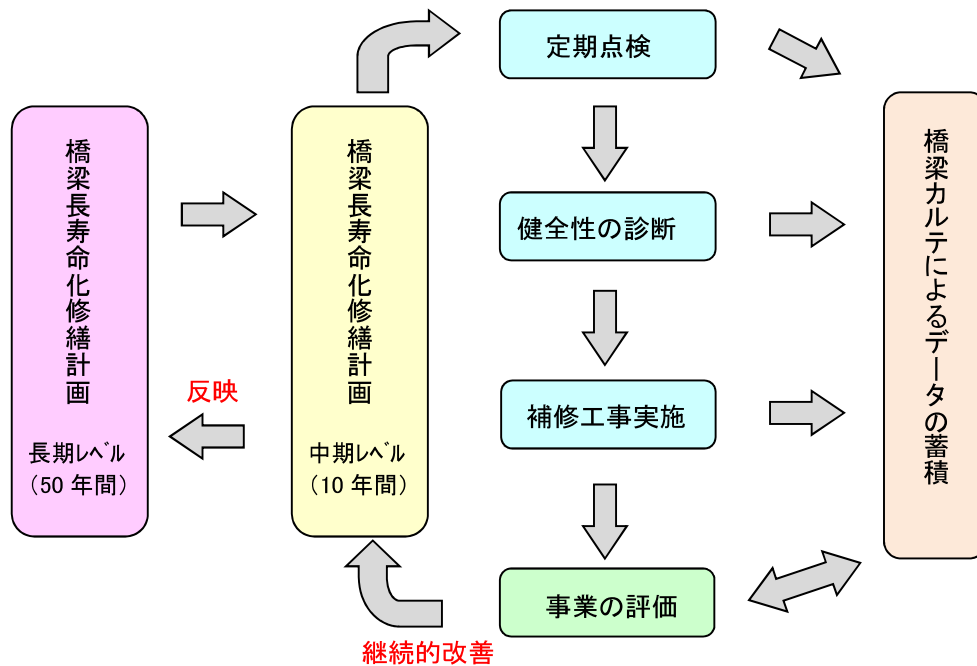 橋梁長寿命化修繕計画
長期ﾚﾍﾞﾙ
（50 年間）
反映
橋梁長寿命化修繕計画
中期ﾚﾍﾞﾙ
（10 年間）
定期点検
健全性の診断
補修工事実施
事業の評価
継続的改善
橋梁カルテによるデータの蓄積